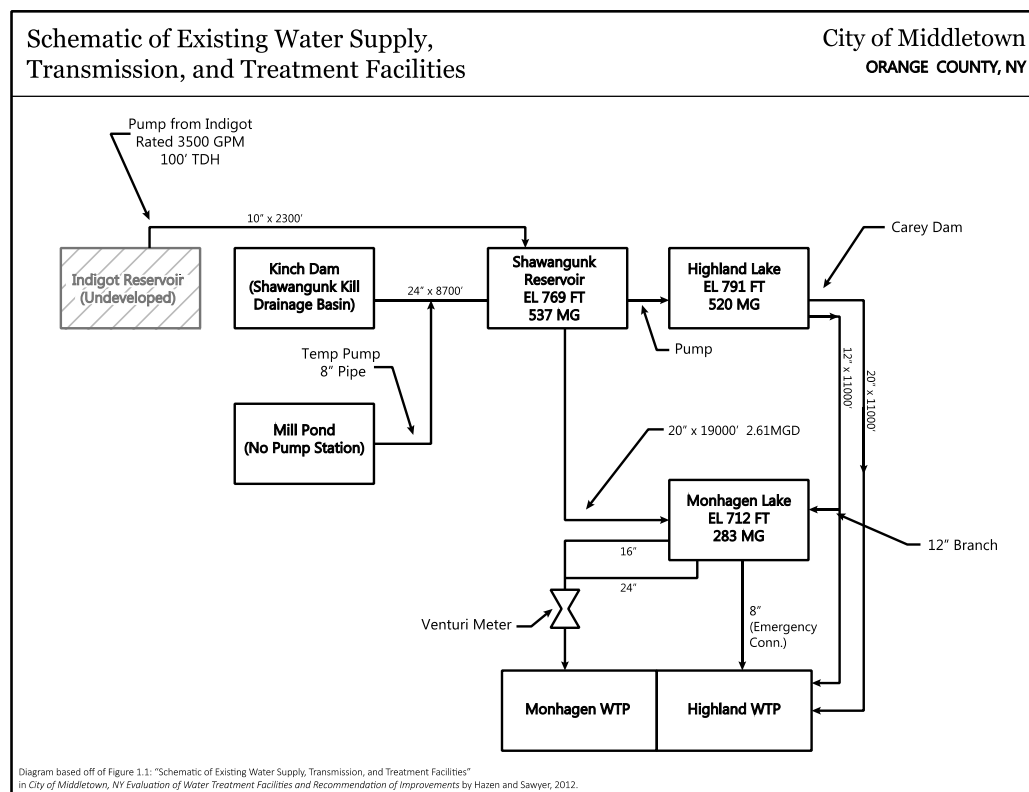 Schematic of Existing Water Supply,
Transmission, and Treatment Facilities
City of Middletown
ORANGE COUNTY, NY
Pump from Indigot
Rated 3500 GPM
100' TDH
10" x 2300'
Carey Dam
Indigot Reservoir
(Undeveloped)
Kinch Dam
(Shawangunk Kill
Drainage Basin)
24" x 8700'
Shawangunk
Reservoir
EL 769 FT
537 MG
Highland Lake
EL 791 FT
520 MG
Pump
Temp Pump
8" Pipe
12" x 11000'
20" x 11000'
Mill Pond
(No Pump Station)
20" x 19000' 2.61MGD
Monhagen Lake
EL 712 FT
283 MG
12" Branch
16"
24"
Venturi Meter
8"
(Emergency
Conn.)
Monhagen WTP
Highland WTP
Diagram based off of Figure 1.1: "Schematic of Existing Water Supply, Transmission, and Treatment Facilities"
in City of Middletown, NY Evaluation of Water Treatment Facilities and Recommendation of Improvements by Hazen and Sawyer, 2012.